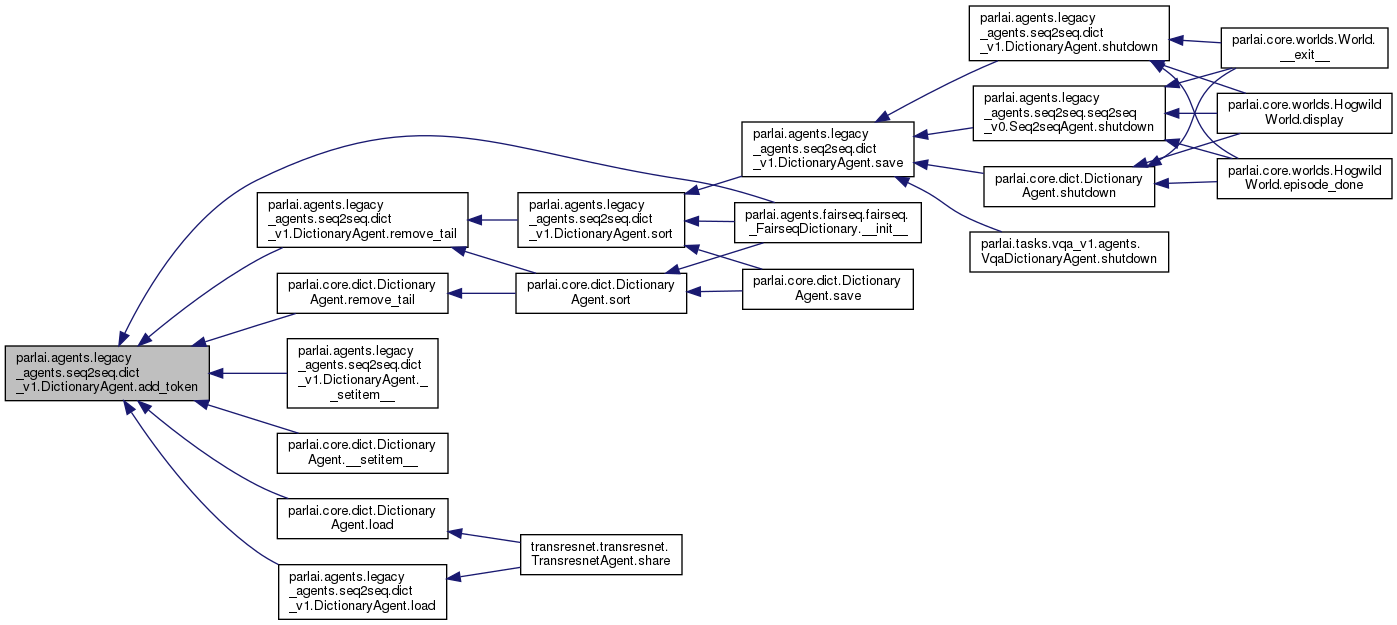 parlai.agents.legacy
_agents.seq2seq.dict
_v1.DictionaryAgent.add_token
parlai.agents.legacy
_agents.seq2seq.dict
_v1.DictionaryAgent.remove_tail
parlai.core.dict.Dictionary
Agent.remove_tail
parlai.agents.legacy
_agents.seq2seq.dict
_v1.DictionaryAgent._
_setitem__
parlai.core.dict.Dictionary
Agent.__setitem__
parlai.core.dict.Dictionary
Agent.load
parlai.agents.legacy
_agents.seq2seq.dict
_v1.DictionaryAgent.load
parlai.agents.legacy
_agents.seq2seq.dict
_v1.DictionaryAgent.sort
parlai.core.dict.Dictionary
Agent.sort
transresnet.transresnet.
TransresnetAgent.share
parlai.agents.legacy
_agents.seq2seq.dict
_v1.DictionaryAgent.save
parlai.agents.fairseq.fairseq.
_FairseqDictionary.__init__
parlai.core.dict.Dictionary
Agent.save
parlai.agents.legacy
_agents.seq2seq.dict
_v1.DictionaryAgent.shutdown
parlai.agents.legacy
_agents.seq2seq.seq2seq
_v0.Seq2seqAgent.shutdown
parlai.core.dict.Dictionary
Agent.shutdown
parlai.tasks.vqa_v1.agents.
VqaDictionaryAgent.shutdown
parlai.core.worlds.World.
__exit__
parlai.core.worlds.Hogwild
World.display
parlai.core.worlds.Hogwild
World.episode_done